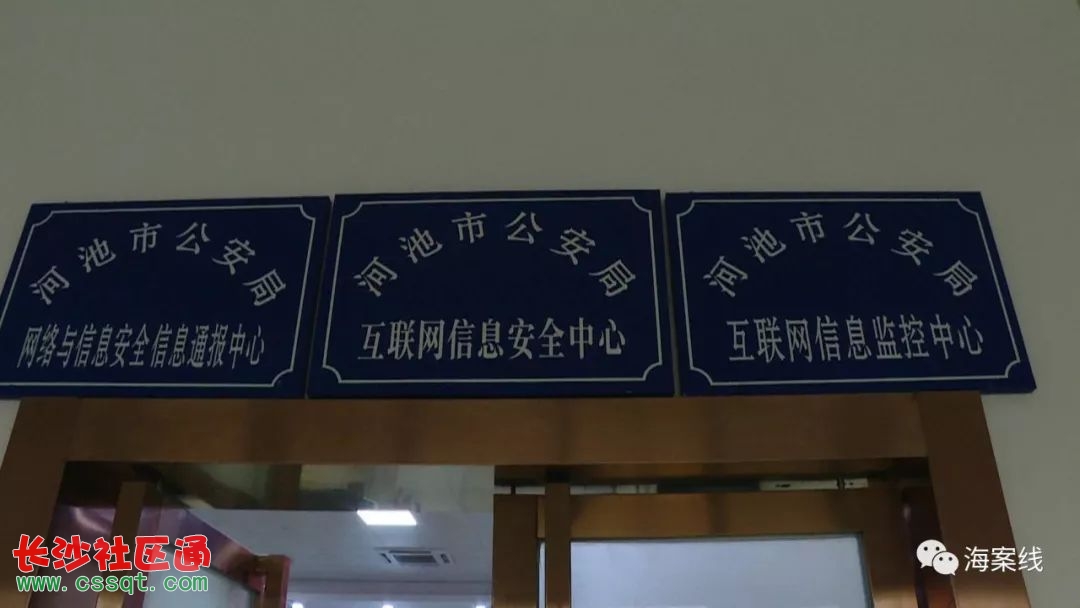 河池市公安局
网络与信息安全信息通报中心
河池市公安局
互联网信息安全中心
河池市公安局
互联网信息监控中心
长沙社区通
www.cssqt.com
海案线